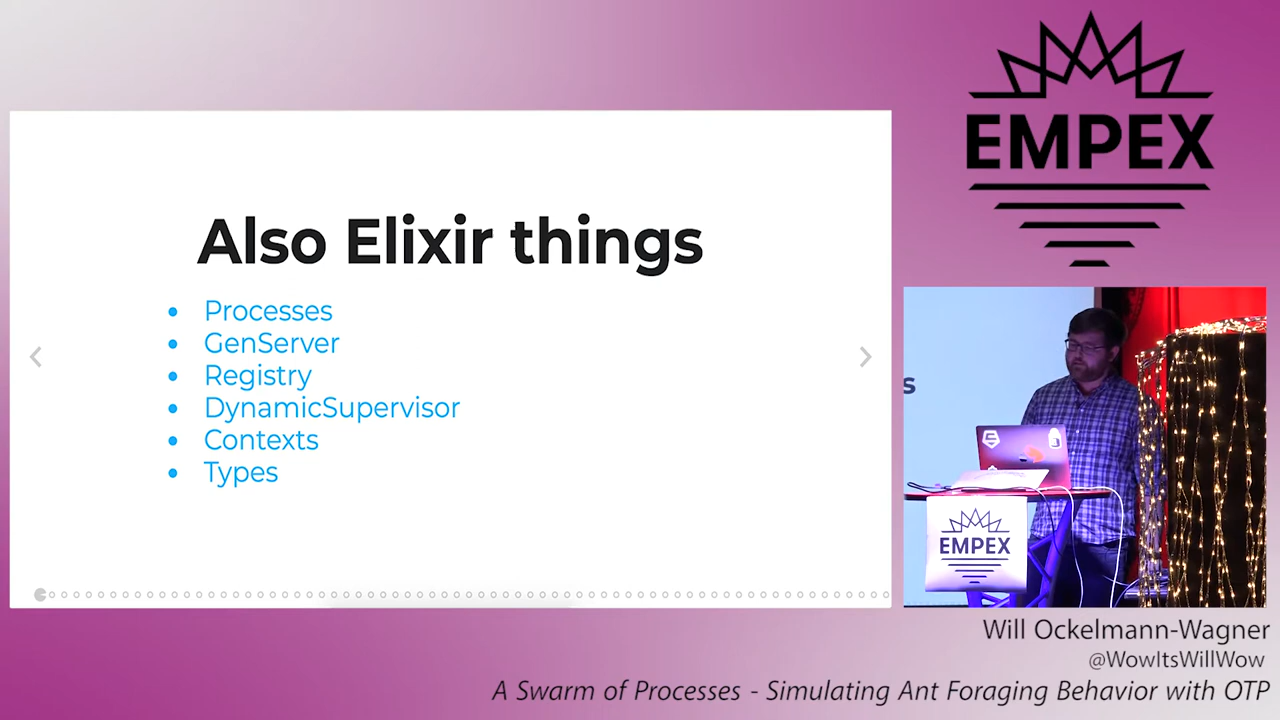 EMPEX
Also Elixir things
Processes
GenServer
Registry
DynamicSupervisor
Contexts
Types
s
EMPEX
Will Ockelmann-Wagner
@WowItsWillWow
A Swarm of Processes - Simulating Ant Foraging Behavior with OTP